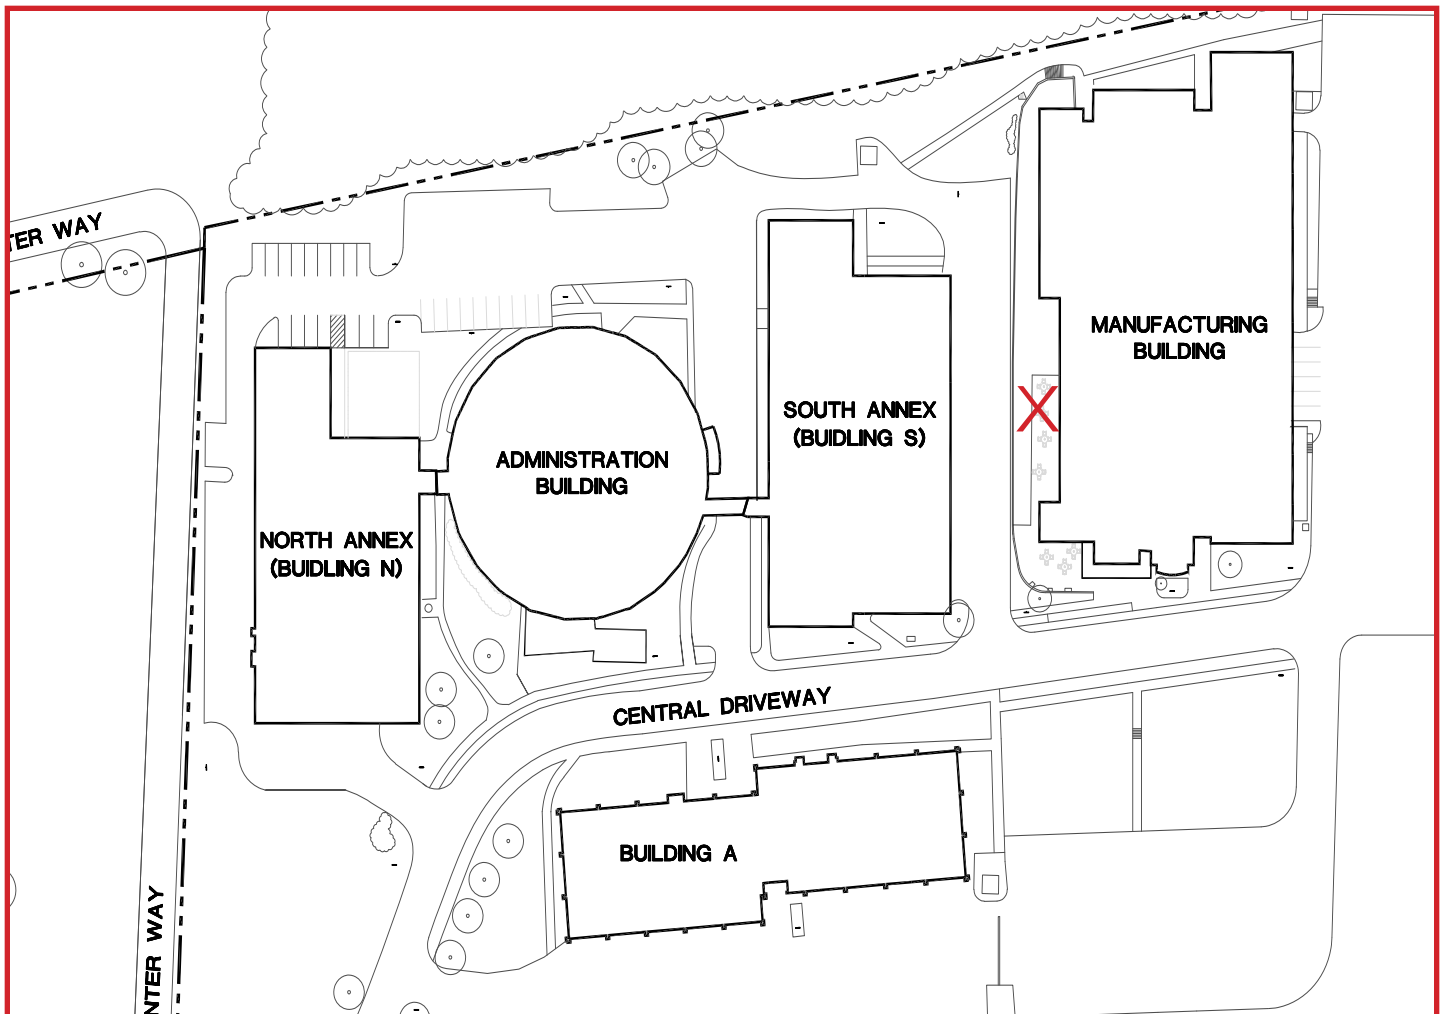 TER WAY
MANUFACTURING
BUILDING
SOUTH ANNEX
(BUIDLING S)
ADMINISTRATION
BUILDING
NORTH ANNEX
(BUIDLING N)
CENTRAL DRIVEWAY
BUILDING A
NTER WAY
X